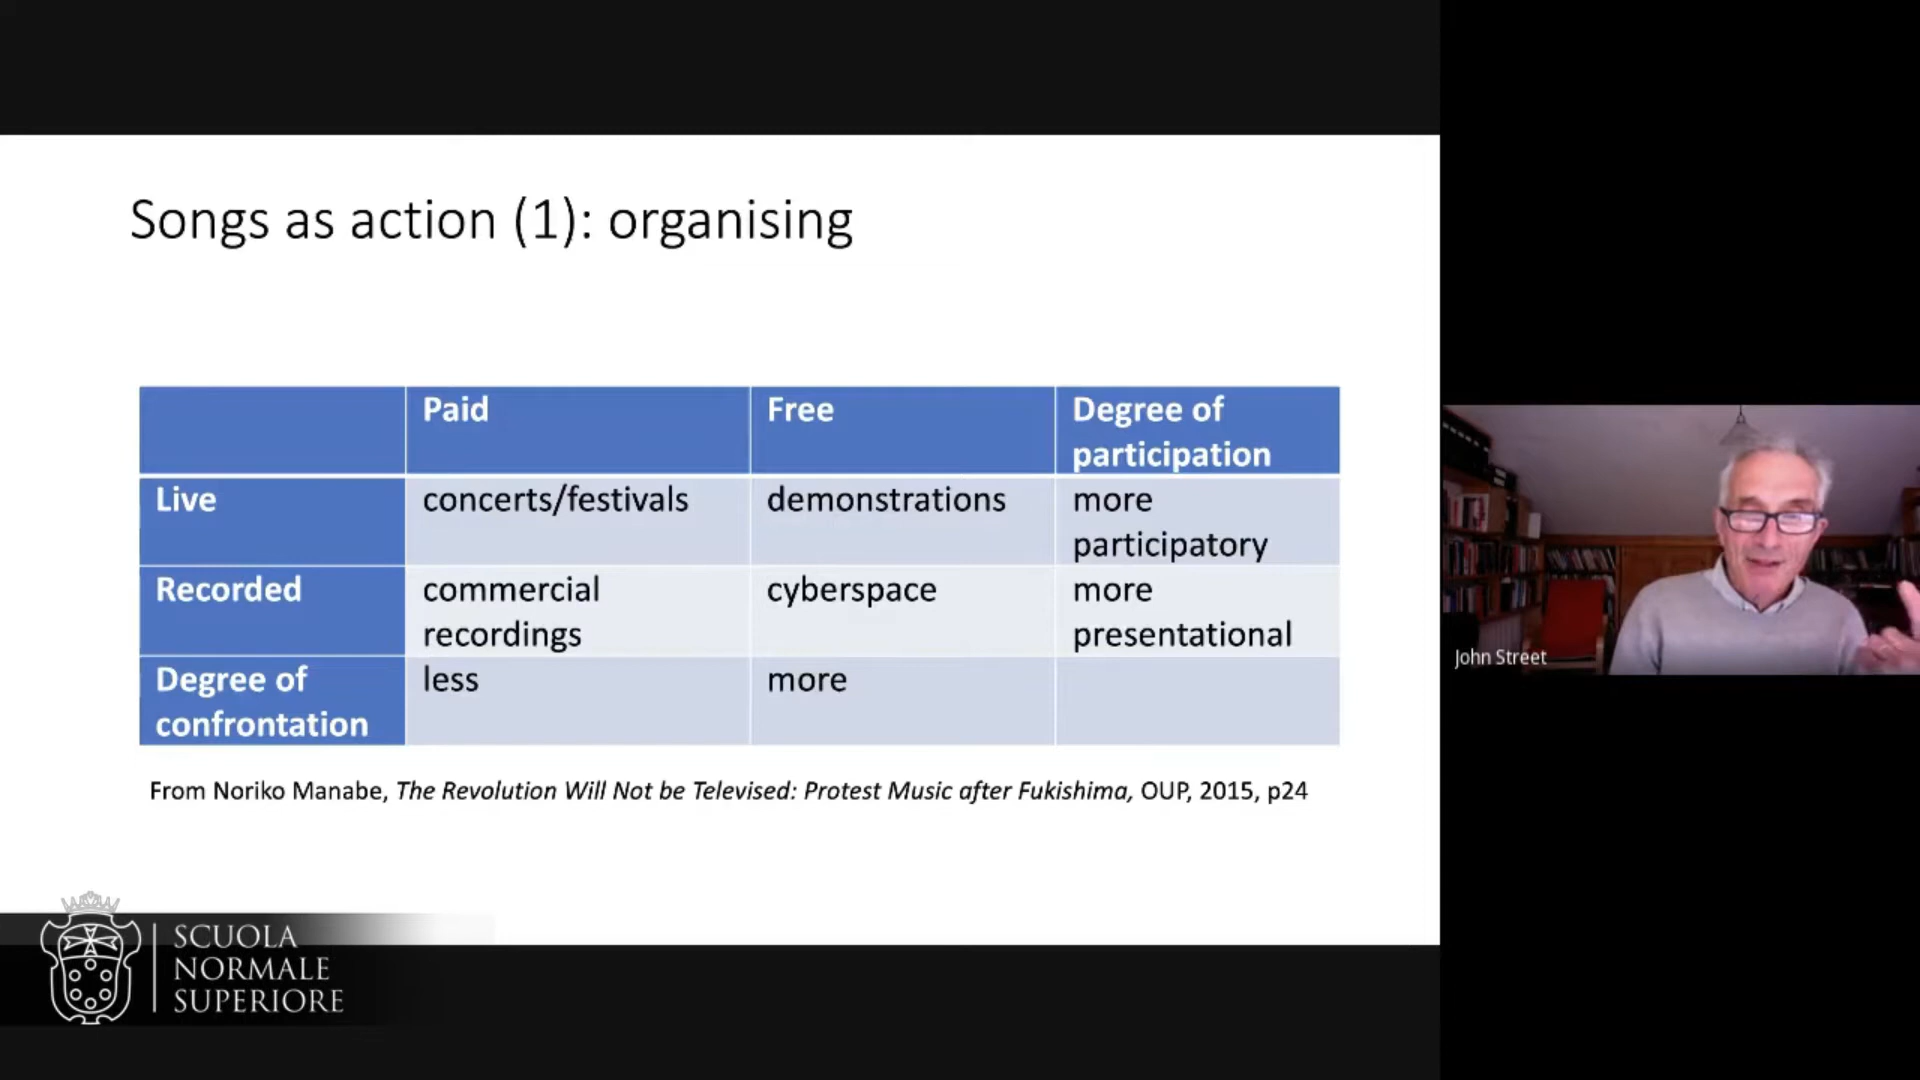 Songs as action (1): organising
Paid Free Degree of
participation
Live concerts/festivals demonstrations more
participatory
Recorded commercial cyberspace more
recordings presentational
Degree of less more
confrontation
From Noriko Manabe, The Revolution Will Not be Televised: Protest Music after Fukishima, OUP, 2015, p24
John Street
SCUOLA
NORMALE
SUPERIORE